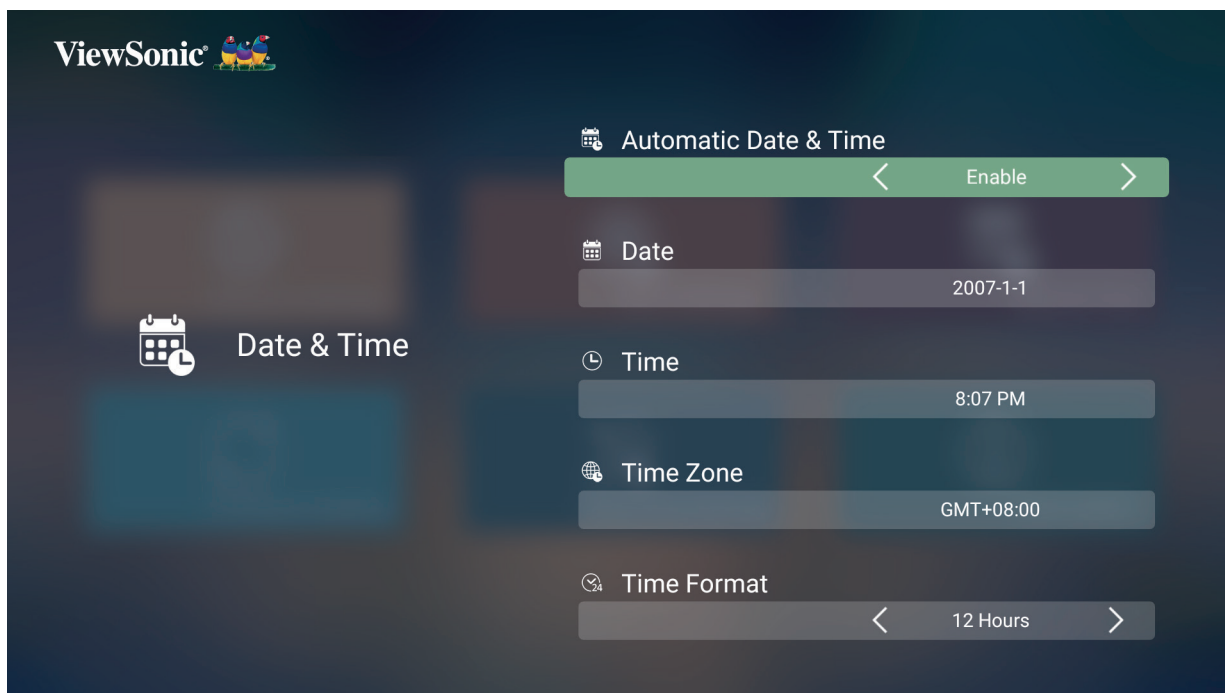 ViewSonic®
Automatic Date & Time
Enable
Date
2007-1-1
Date & Time
Time
8:07 PM
Time Zone
GMT+08:00
24
Time Format
12 Hours